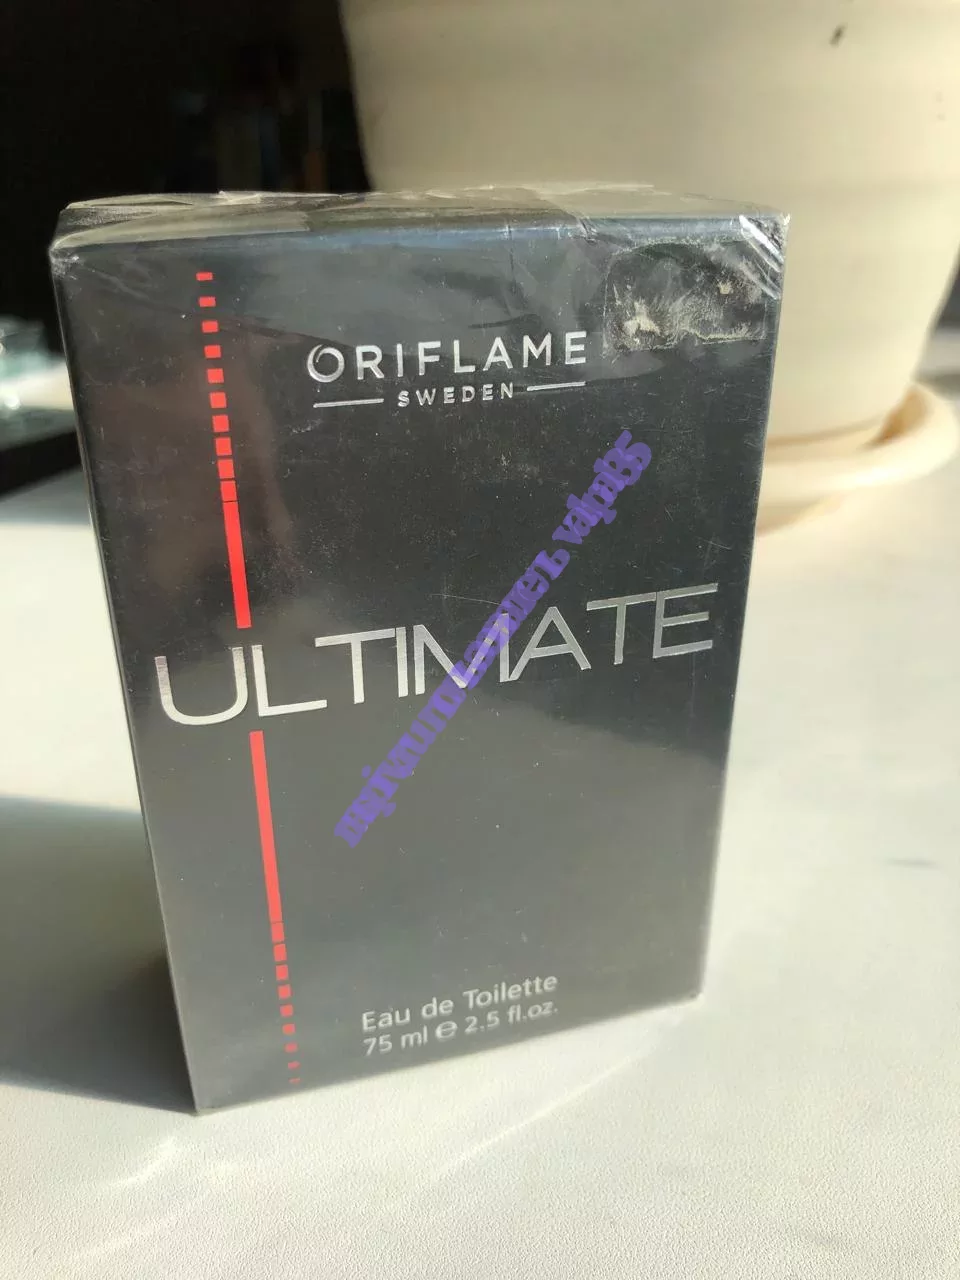 ORIFLAME
SWEDEN
ULTIMATE
Eau de Toilette
75 ml ℮ 2.5 fl.oz.